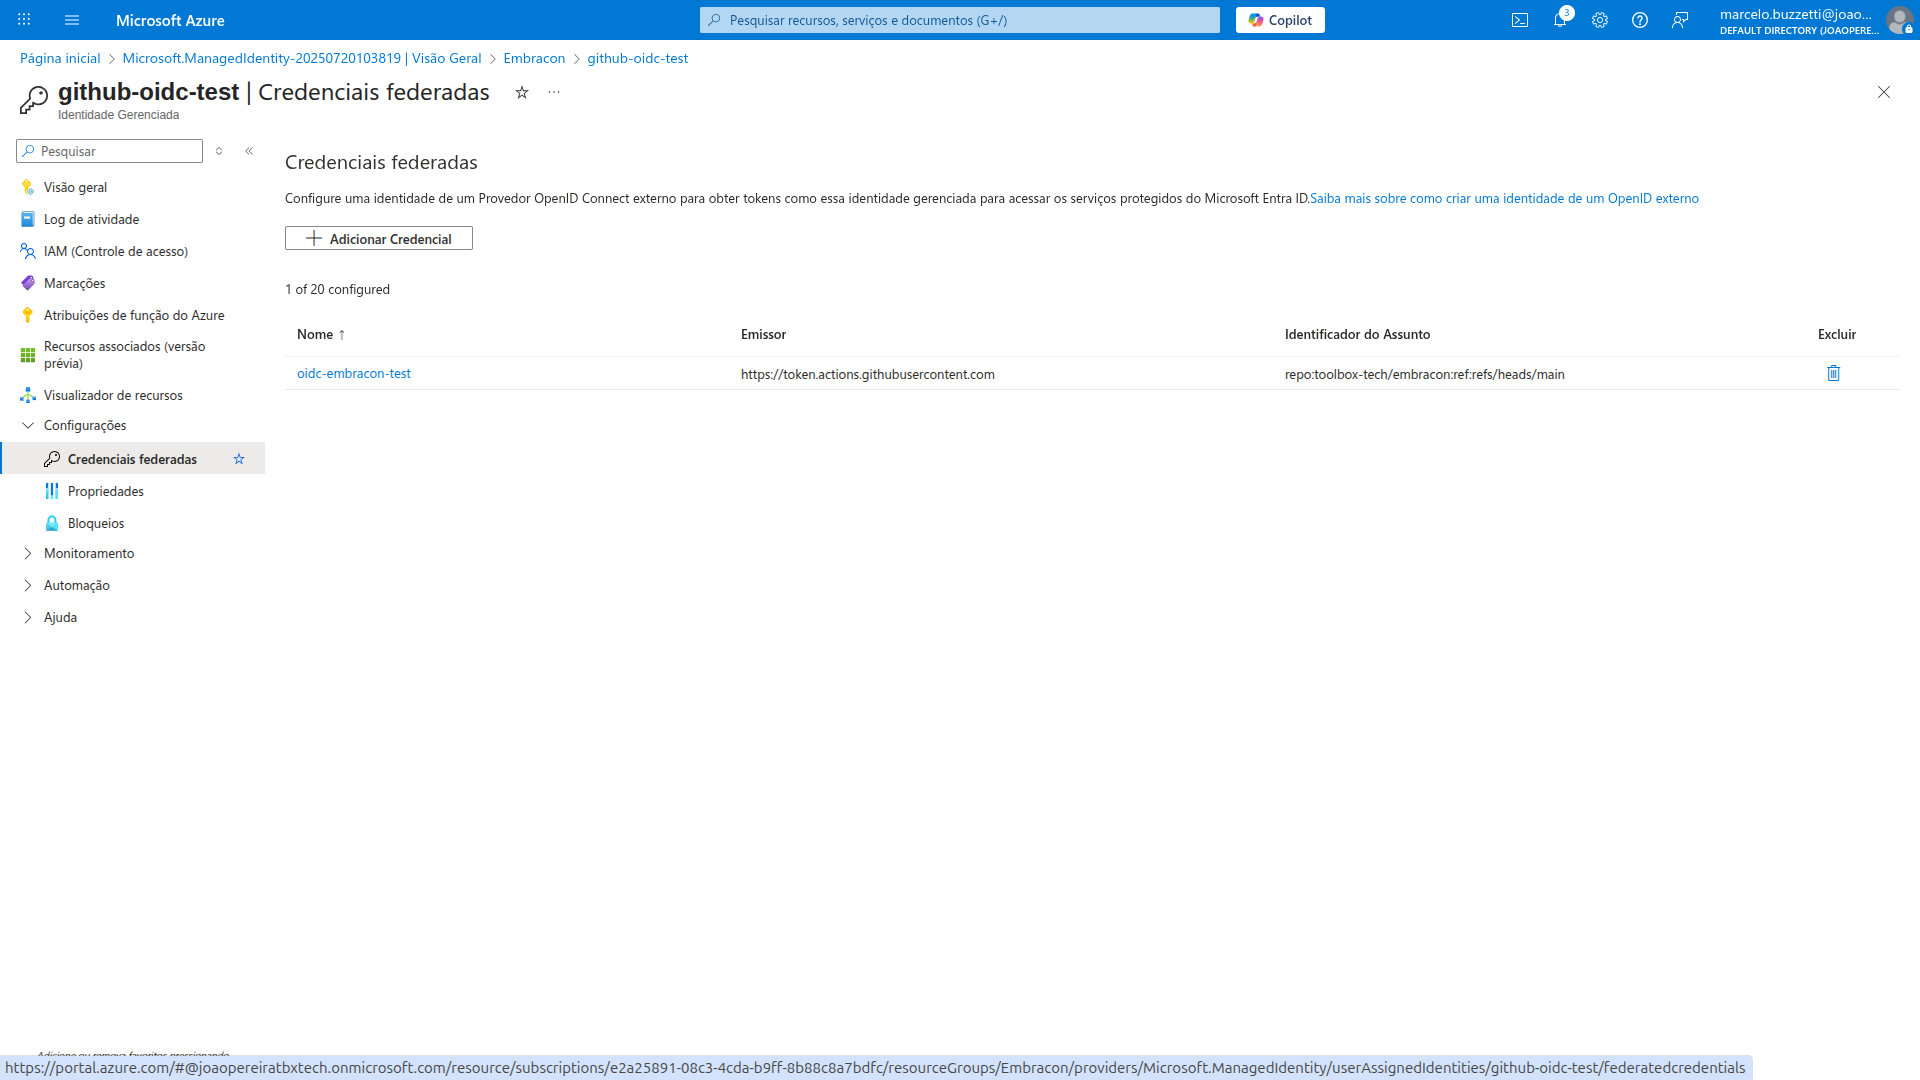 Microsoft Azure
Pesquisar recursos, serviços e documentos (G+/)
Copilot
3
marcelo.buzzetti@joao...
DEFAULT DIRECTORY (JOAOPERE...
Página inicial > Microsoft.ManagedIdentity-20250720103819 | Visão Geral > Embracon > github-oidc-test
github-oidc-test | Credenciais federadas
Identidade Gerenciada
Pesquisar
Visão geral
Log de atividade
IAM (Controle de acesso)
Marcações
Atribuições de função do Azure
Recursos associados (versão
prévia)
Visualizador de recursos
Configurações
Credenciais federadas
Propriedades
Bloqueios
Monitoramento
Automação
Ajuda
Adicione ou remova favoritos pressionando
Credenciais federadas
Configure uma identidade de um Provedor OpenID Connect externo para obter tokens como essa identidade gerenciada para acessar os serviços protegidos do Microsoft Entra ID.Saiba mais sobre como criar uma identidade de um OpenID externo
Adicionar Credencial
1 of 20 configured
Nome ↑ Emissor Identificador do Assunto Excluir
oidc-embracon-test https://token.actions.githubusercontent.com repo:toolbox-tech/embracon:ref:refs/heads/main
https://portal.azure.com/#@joaopereiratbxtech.onmicrosoft.com/resource/subscriptions/e2a25891-08c3-4cda-b9ff-8b88c8a7bdfc/resourceGroups/Embracon/providers/Microsoft.ManagedIdentity/userAssignedIdentities/github-oidc-test/federatedcredentials